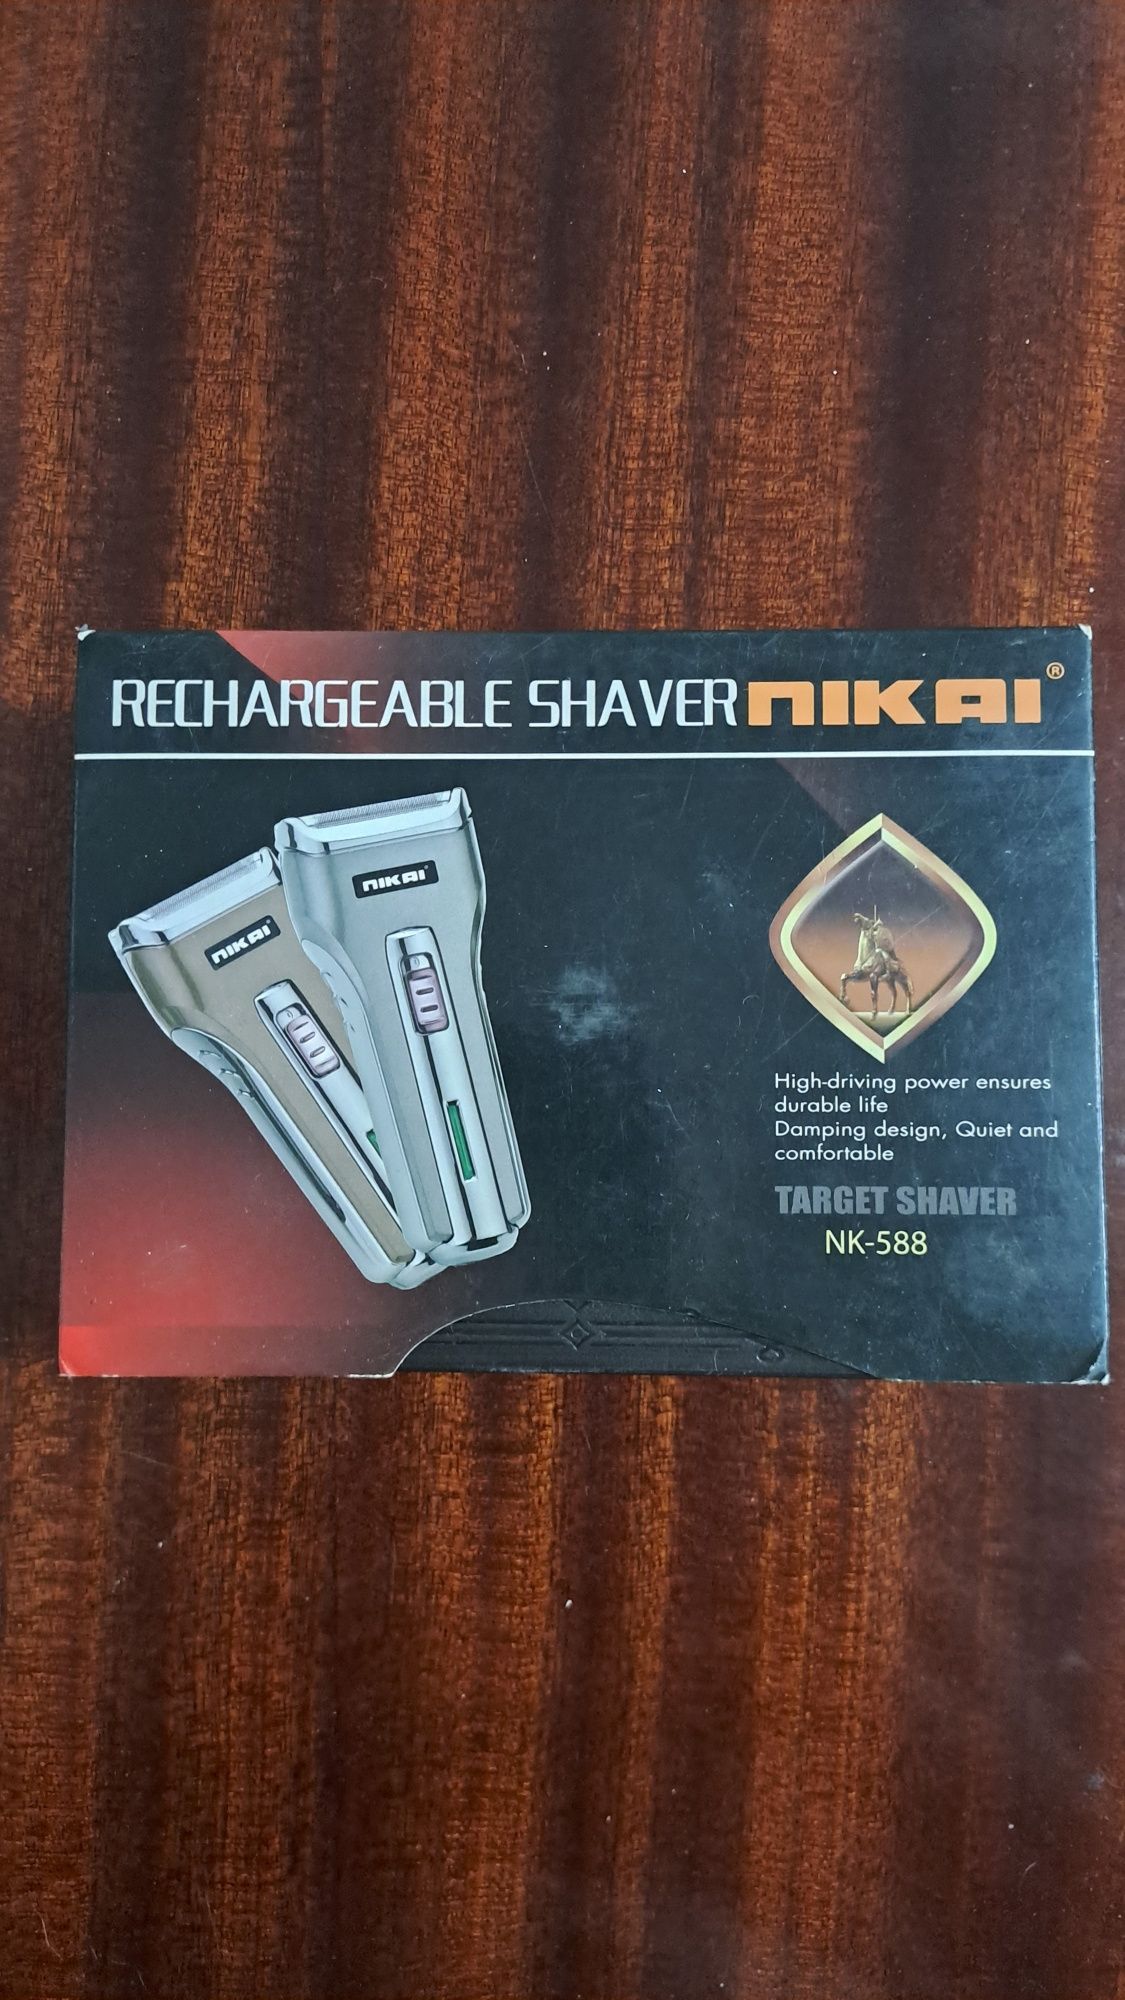 RECHARGEABLE SHAVER NIKAI®
NIKAI
NIKAI
High-driving power ensures
durable life
Damping design, Quiet and
comfortable
TARGET SHAVER
NK-588